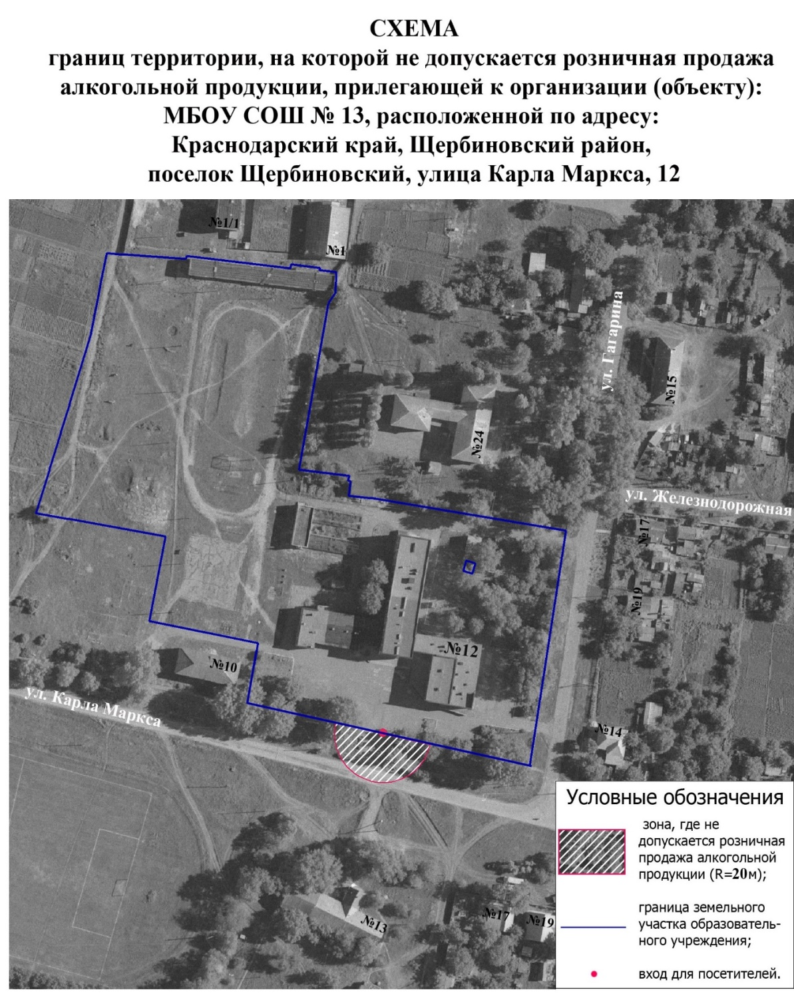 СХЕМА
границ территории, на которой не допускается розничная продажа
алкогольной продукции, прилегающей к организации (объекту):
МБОУ СОШ № 13, расположенной по адресу:
Краснодарский край, Щербиновский район,
поселок Щербиновский, улица Карла Маркса, 12
№1/1
№1
ул. Гагарина
№15
№24
ул. Железнодорожная
№17
№19
№12
№10
ул. Карла Маркса
№14
№13
№17
№19
Условные обозначения
зона, где не
допускается розничная
продажа алкогольной
продукции (R=20м);
граница земельного
участка образователь-
ного учреждения;
вход для посетителей.